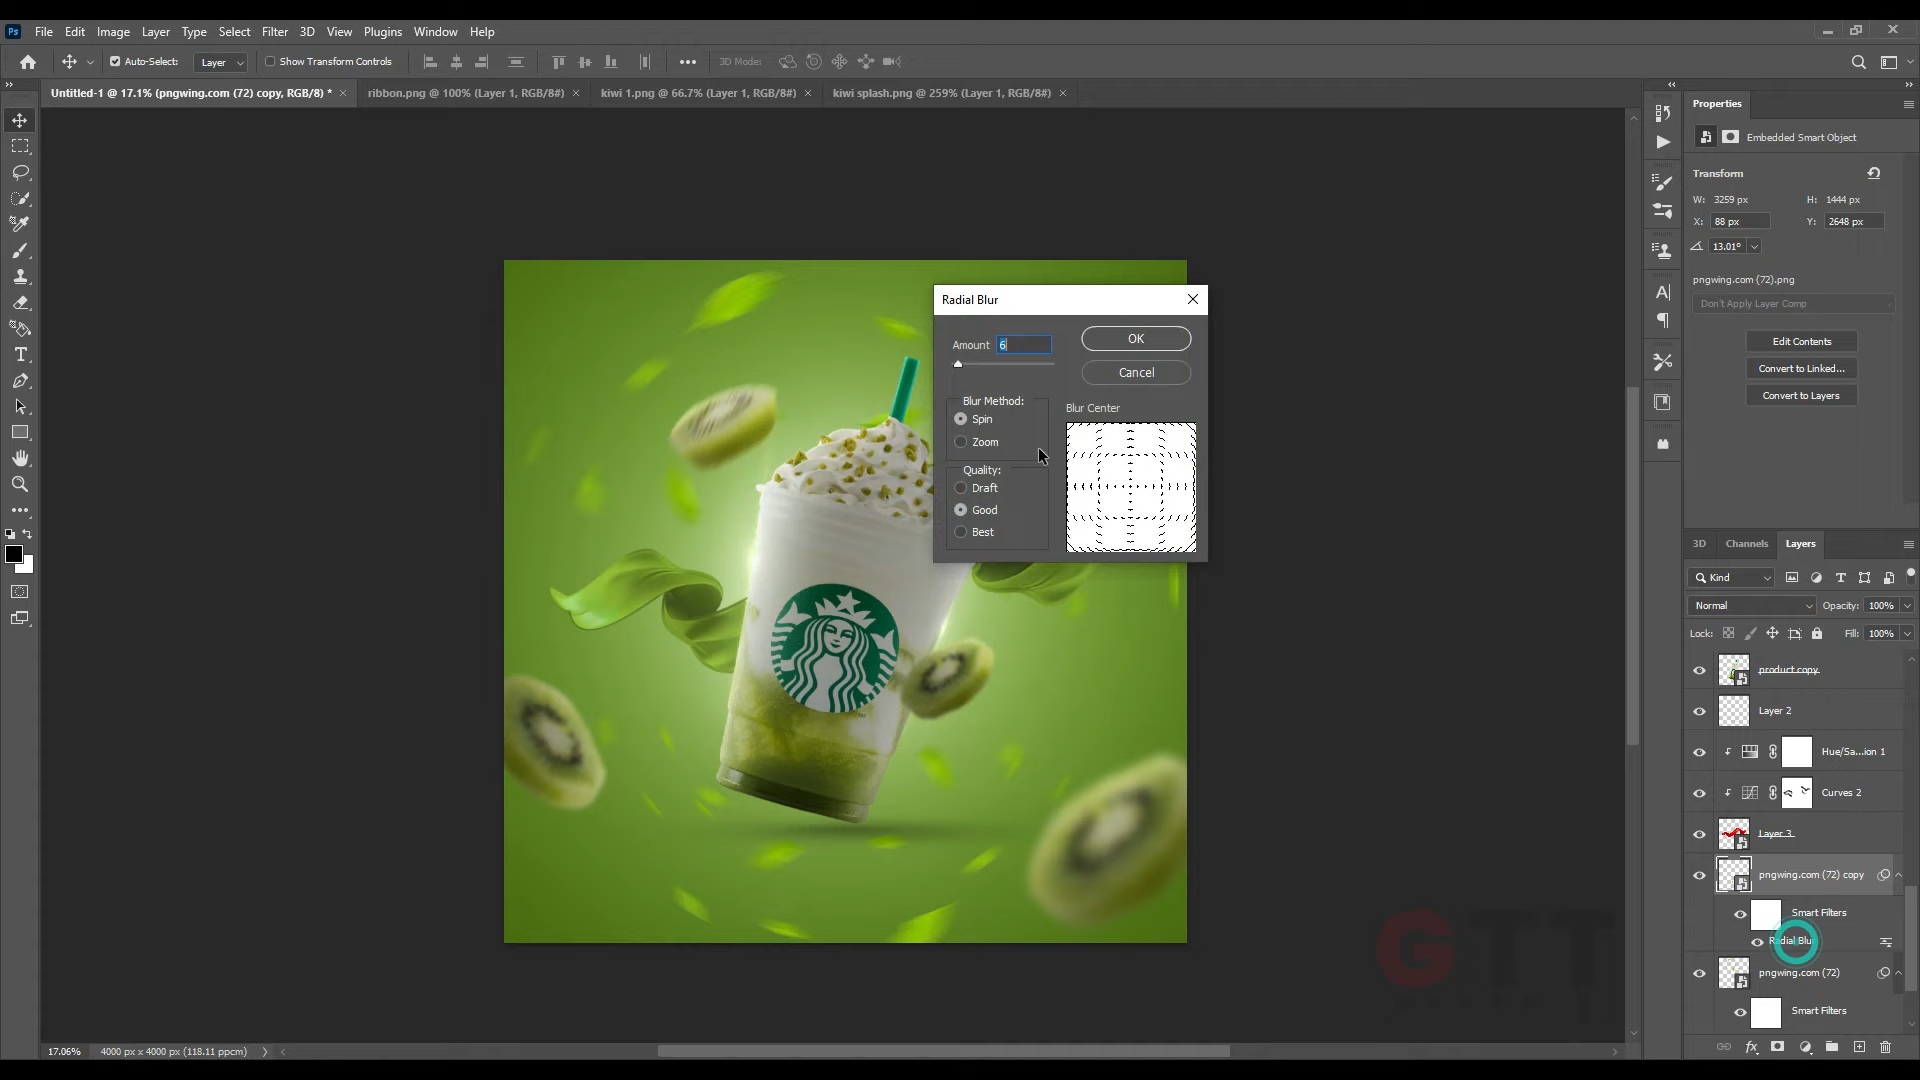 Ps File Edit Image Layer Type Select Filter 3D View Plugins Window Help
Auto-Select: Layer Show Transform Controls 3D Mode:
Untitled-1 @ 17.1% (pngwing.com (72) copy, RGB/8) * ribbon.png @ 100% (Layer 1, RGB/8#) kiwi 1.png @ 66.7% (Layer 1, RGB/8#) kiwi splash.png @ 259% (Layer 1, RGB/8#)
Properties
Embedded Smart Object
Transform
W: 3259 px H: 1444 px
X: 88 px Y: 2648 px
13.01°
pngwing.com (72).png
Don't Apply Layer Comp
Edit Contents
Convert to Linked...
Convert to Layers
Radial Blur
Amount 6
OK
Cancel
Blur Method:
Spin
Zoom
Quality:
Draft
Good
Best
Blur Center
3D Channels Layers
Kind
Normal Opacity: 100%
Lock: Fill: 100%
product copy
Layer 2
Hue/Sa...ion 1
Curves 2
Layer 3
pngwing.com (72) copy
Smart Filters
Radial Blur
pngwing.com (72)
Smart Filters
GTT
17.06% 4000 px x 4000 px (118.11 ppcm)